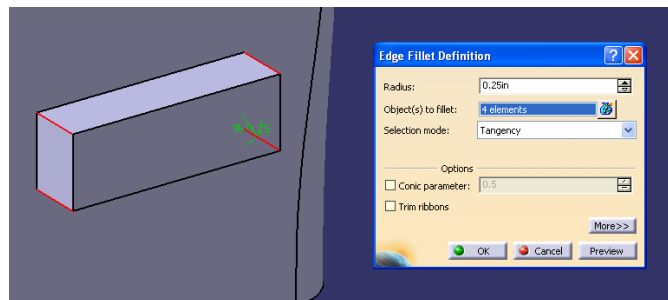 Edge Fillet Definition
Radius: 0.25in
Object(s) to fillet: 4 elements
Selection mode: Tangency
Options
Conic parameter: 0.5
Trim ribbons
More>>
OK Cancel Preview